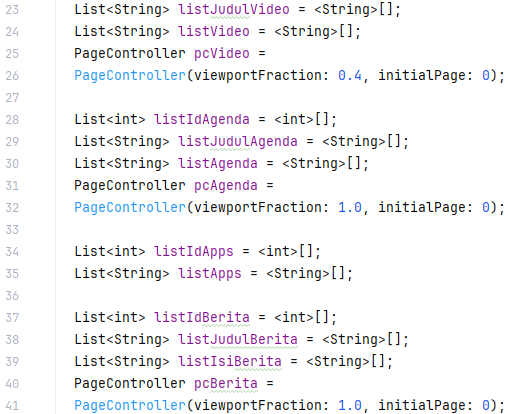 23 List<String> listJudulVideo = <String>[];
24 List<String> listVideo = <String>[];
25 PageController pcVideo =
26 PageController(viewportFraction: 0.4, initialPage: 0);
27
28 List<int> listIdAgenda = <int>[];
29 List<String> listJudulAgenda = <String>[];
30 List<String> listAgenda = <String>[];
31 PageController pcAgenda =
32 PageController(viewportFraction: 1.0, initialPage: 0);
33
34 List<int> listIdApps = <int>[];
35 List<String> listApps = <String>[];
36
37 List<int> listIdBerita = <int>[];
38 List<String> listJudulBerita = <String>[];
39 List<String> listIsiBerita = <String>[];
40 PageController pcBerita =
41 PageController(viewportFraction: 1.0, initialPage: 0);